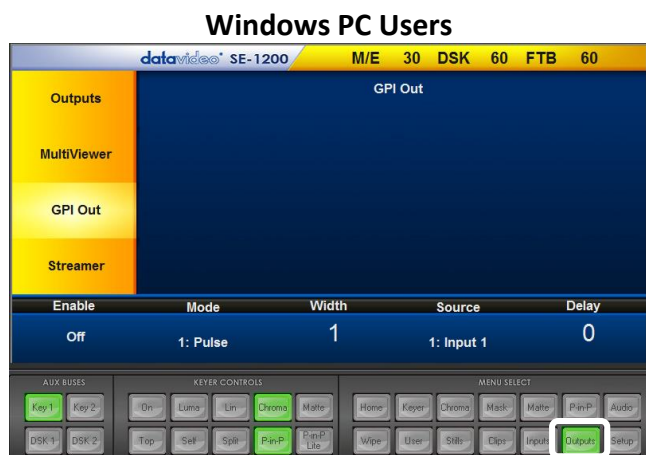 Windows PC Users
datavideo SE-1200 M/E 30 DSK 60 FTB 60
Outputs
GPI Out
MultiViewer
GPI Out
Streamer
Enable Mode Width Source Delay
Off 1: Pulse 1 1: Input 1 0
AUX BUSES KEYER CONTROLS MENU SELECT
Key 1 Key 2 On Luma Lin Chroma Matte Home Keyer Chroma Mask Matte P-in-P Audio
DSK 1 DSK 2 Top Self Split P-in-P P-in-P Lite Wipe User Stills Clips Inputs Outputs Setup